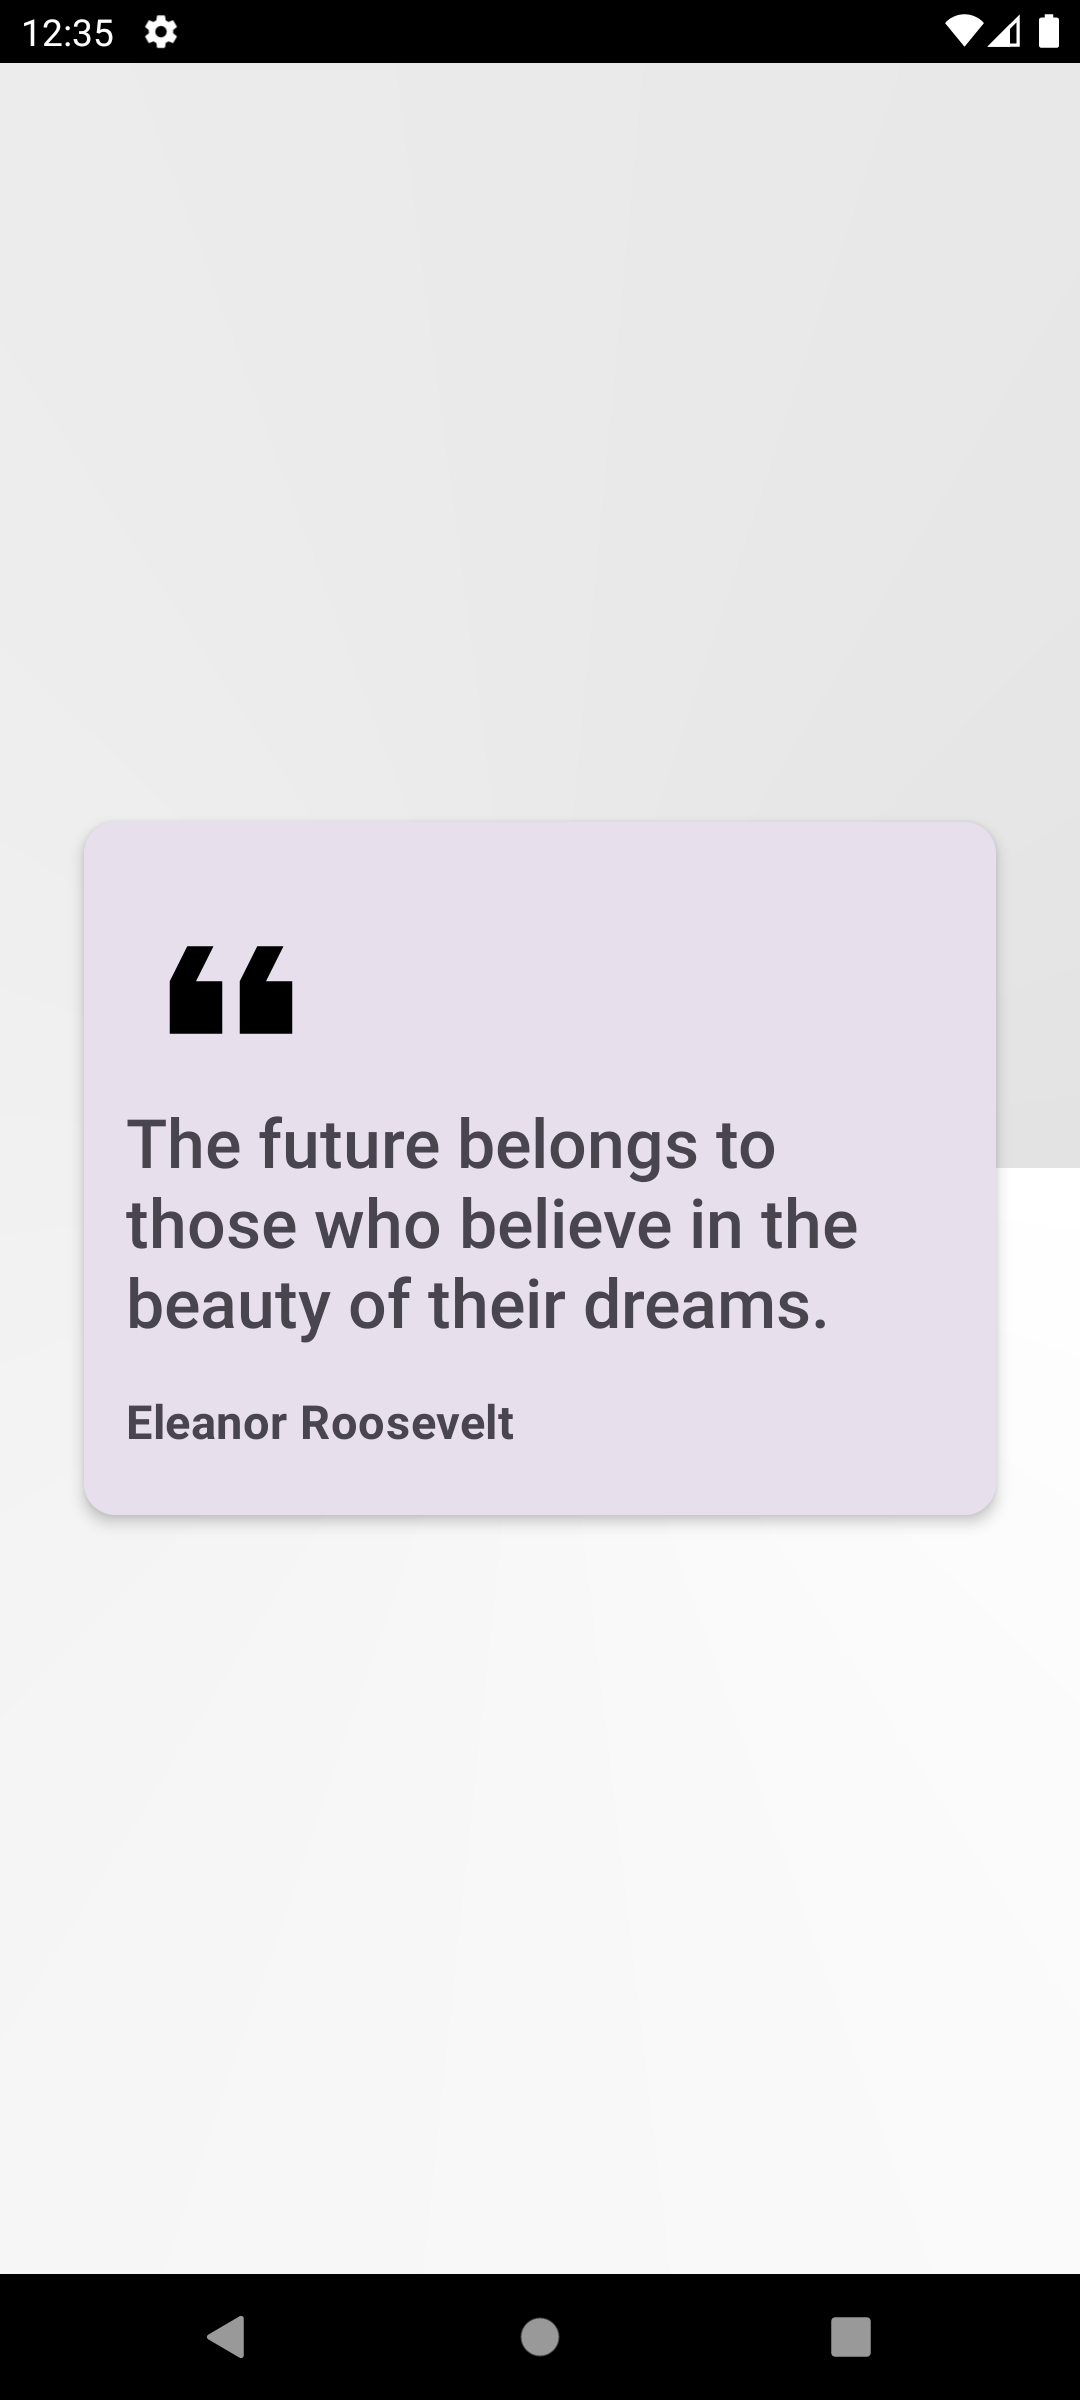 12:35
“
The future belongs to
those who believe in the
beauty of their dreams.
Eleanor Roosevelt